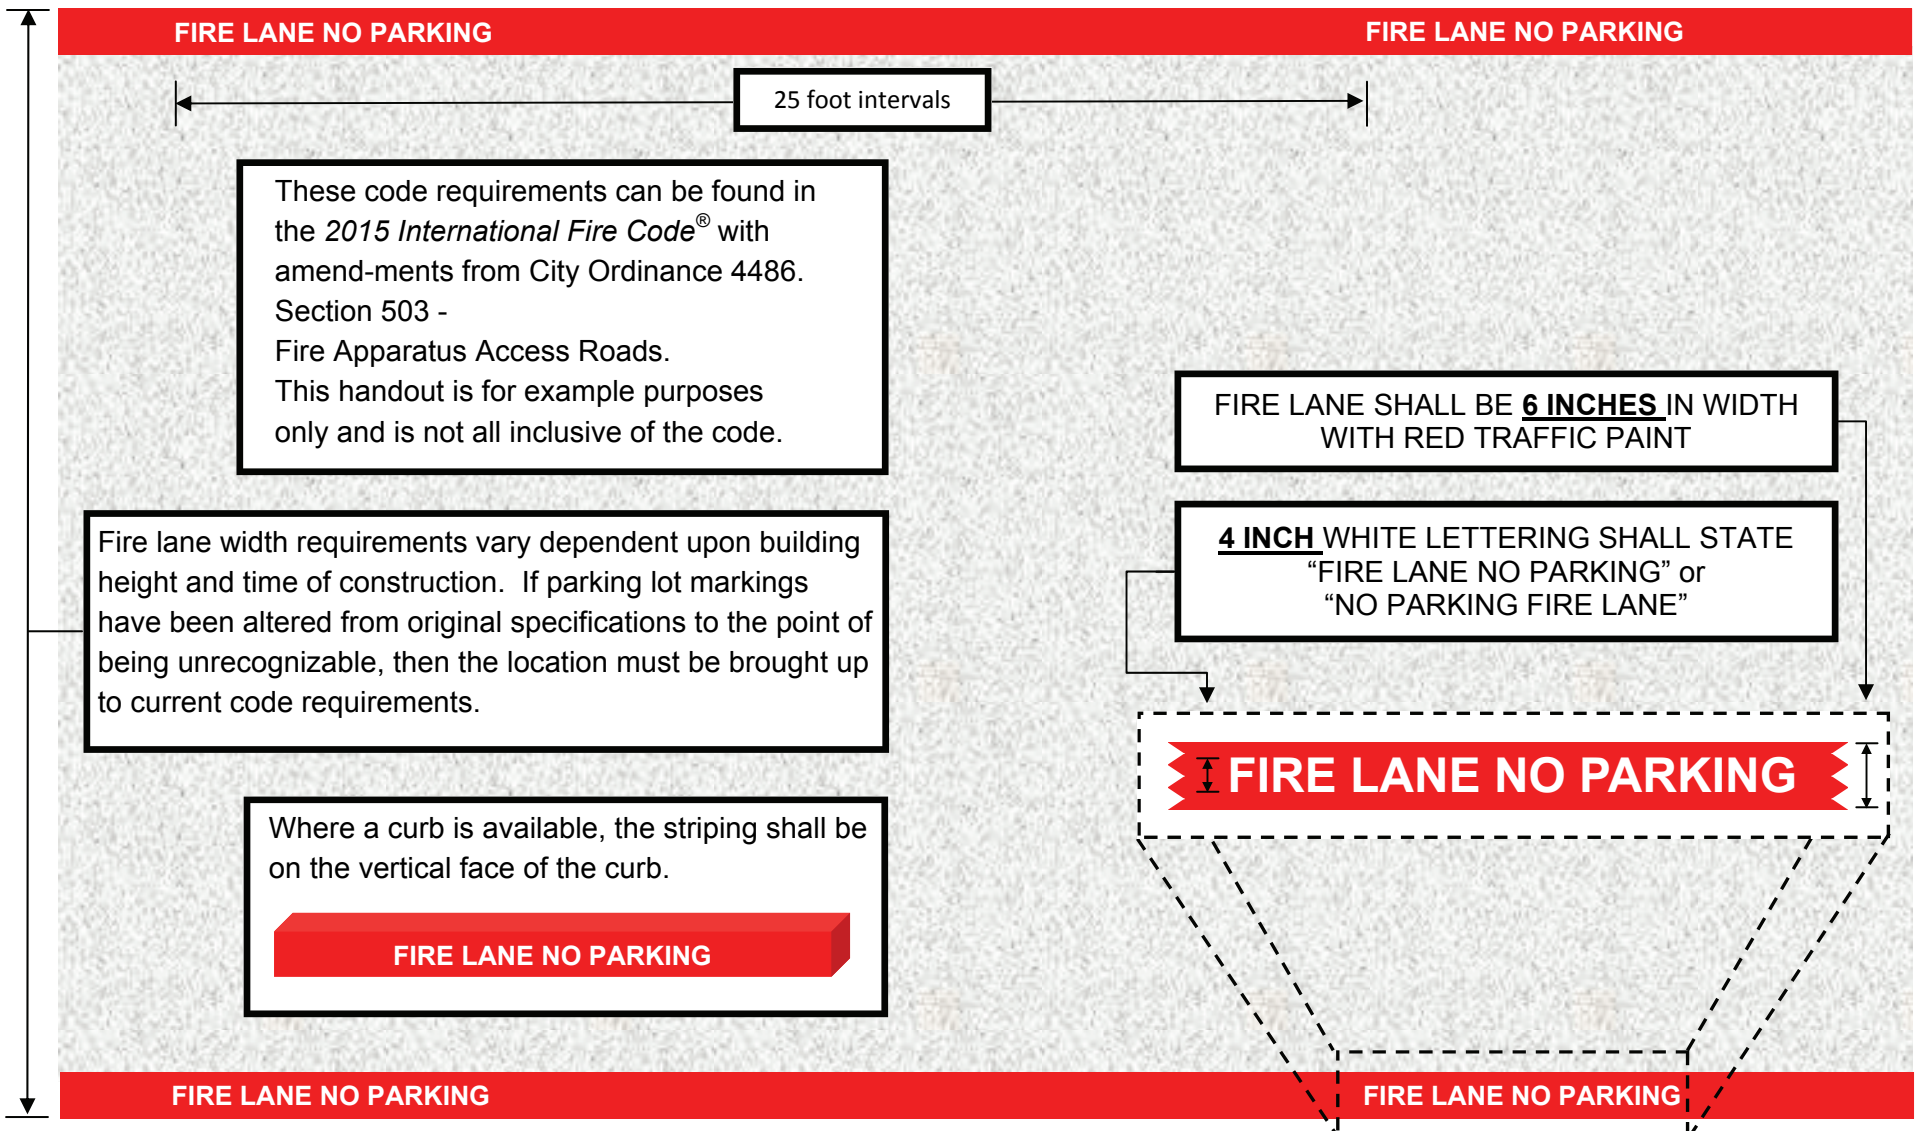 FIRE LANE NO PARKING
FIRE LANE NO PARKING
25 foot intervals
These code requirements can be found in
the 2015 International Fire Code® with
amend-ments from City Ordinance 4486.
Section 503 -
Fire Apparatus Access Roads.
This handout is for example purposes
only and is not all inclusive of the code.
FIRE LANE SHALL BE 6 INCHES IN WIDTH
WITH RED TRAFFIC PAINT
4 INCH WHITE LETTERING SHALL STATE
“FIRE LANE NO PARKING” or
“NO PARKING FIRE LANE”
Fire lane width requirements vary dependent upon building
height and time of construction.  If parking lot markings
have been altered from original specifications to the point of
being unrecognizable, then the location must be brought up
to current code requirements.
FIRE LANE NO PARKING
Where a curb is available, the striping shall be
on the vertical face of the curb.
FIRE LANE NO PARKING
FIRE LANE NO PARKING
FIRE LANE NO PARKING